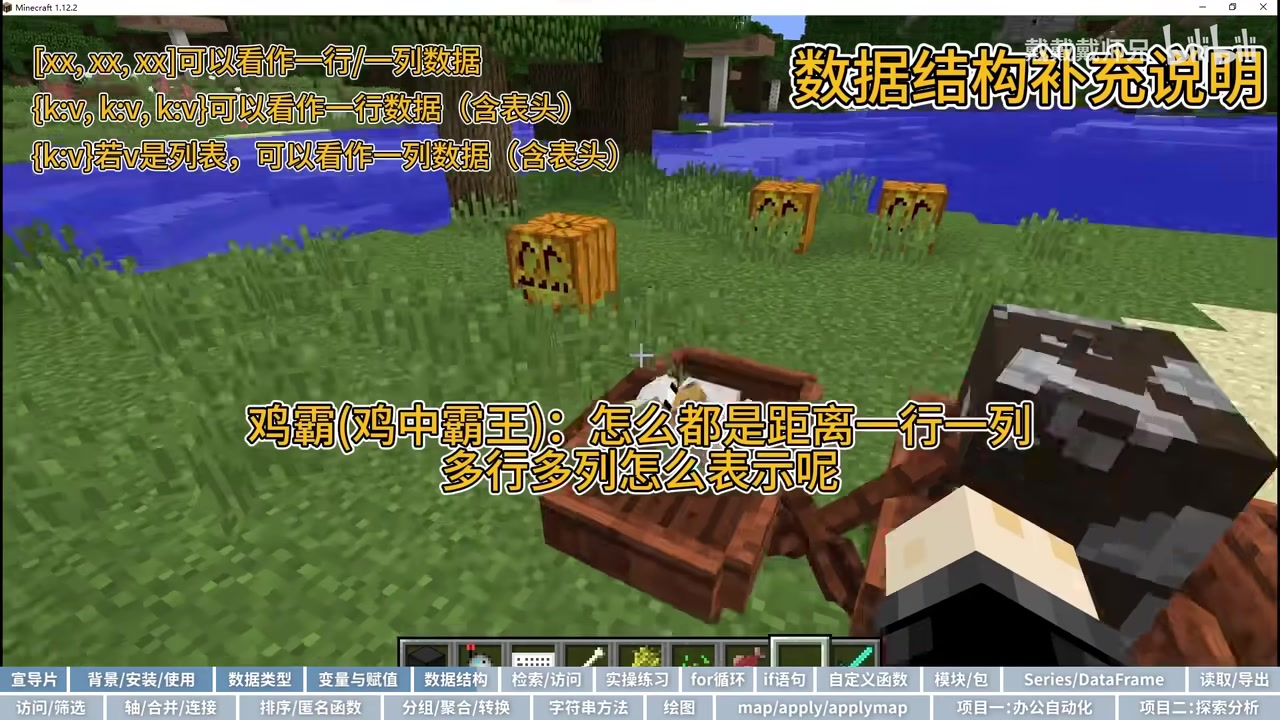 Minecraft 1.12.2
戴戴戴师兄 bilibili
数据结构补充说明
[xx, xx, xx]可以看作一行/一列数据
{k:v, k:v, k:v}可以看作一行数据（含表头）
{k:v}若v是列表，可以看作一列数据（含表头）
鸡霸(鸡中霸王)：怎么都是距离一行一列
多行多列怎么表示呢
宣导片 背景/安装/使用 数据类型 变量与赋值 数据结构 检索/访问 实操练习 for循环 if语句 自定义函数 模块/包 Series/DataFrame 读取/导出
访问/筛选 轴/合并/连接 排序/匿名函数 分组/聚合/转换 字符串方法 绘图 map/apply/applymap 项目一:办公自动化 项目二:探索分析